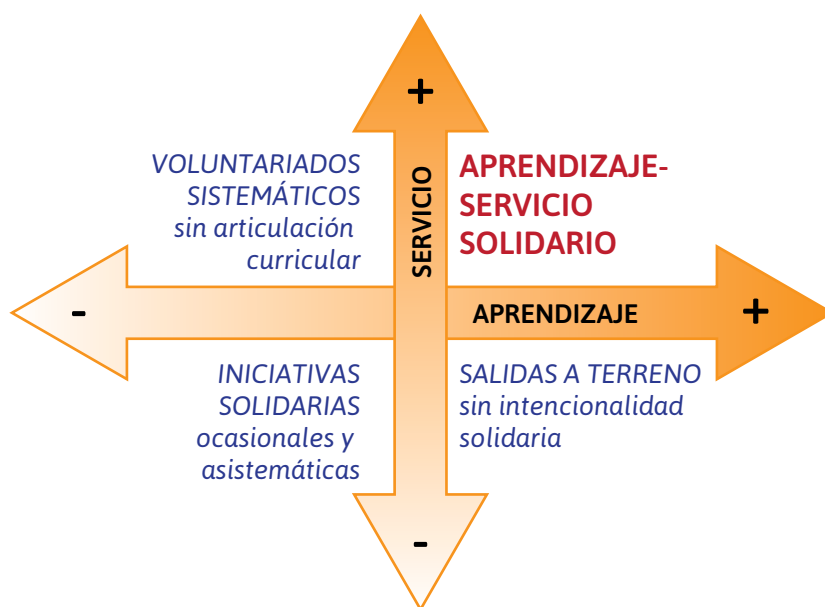 +
VOLUNTARIADOS
SISTEMÁTICOS
sin articulación
curricular
SERVICIO
APRENDIZAJE-
SERVICIO
SOLIDARIO
-
APRENDIZAJE
+
INICIATIVAS
SOLIDARIAS
ocasionales y
asistemáticas
SALIDAS A TERRENO
sin intencionalidad
solidaria
-